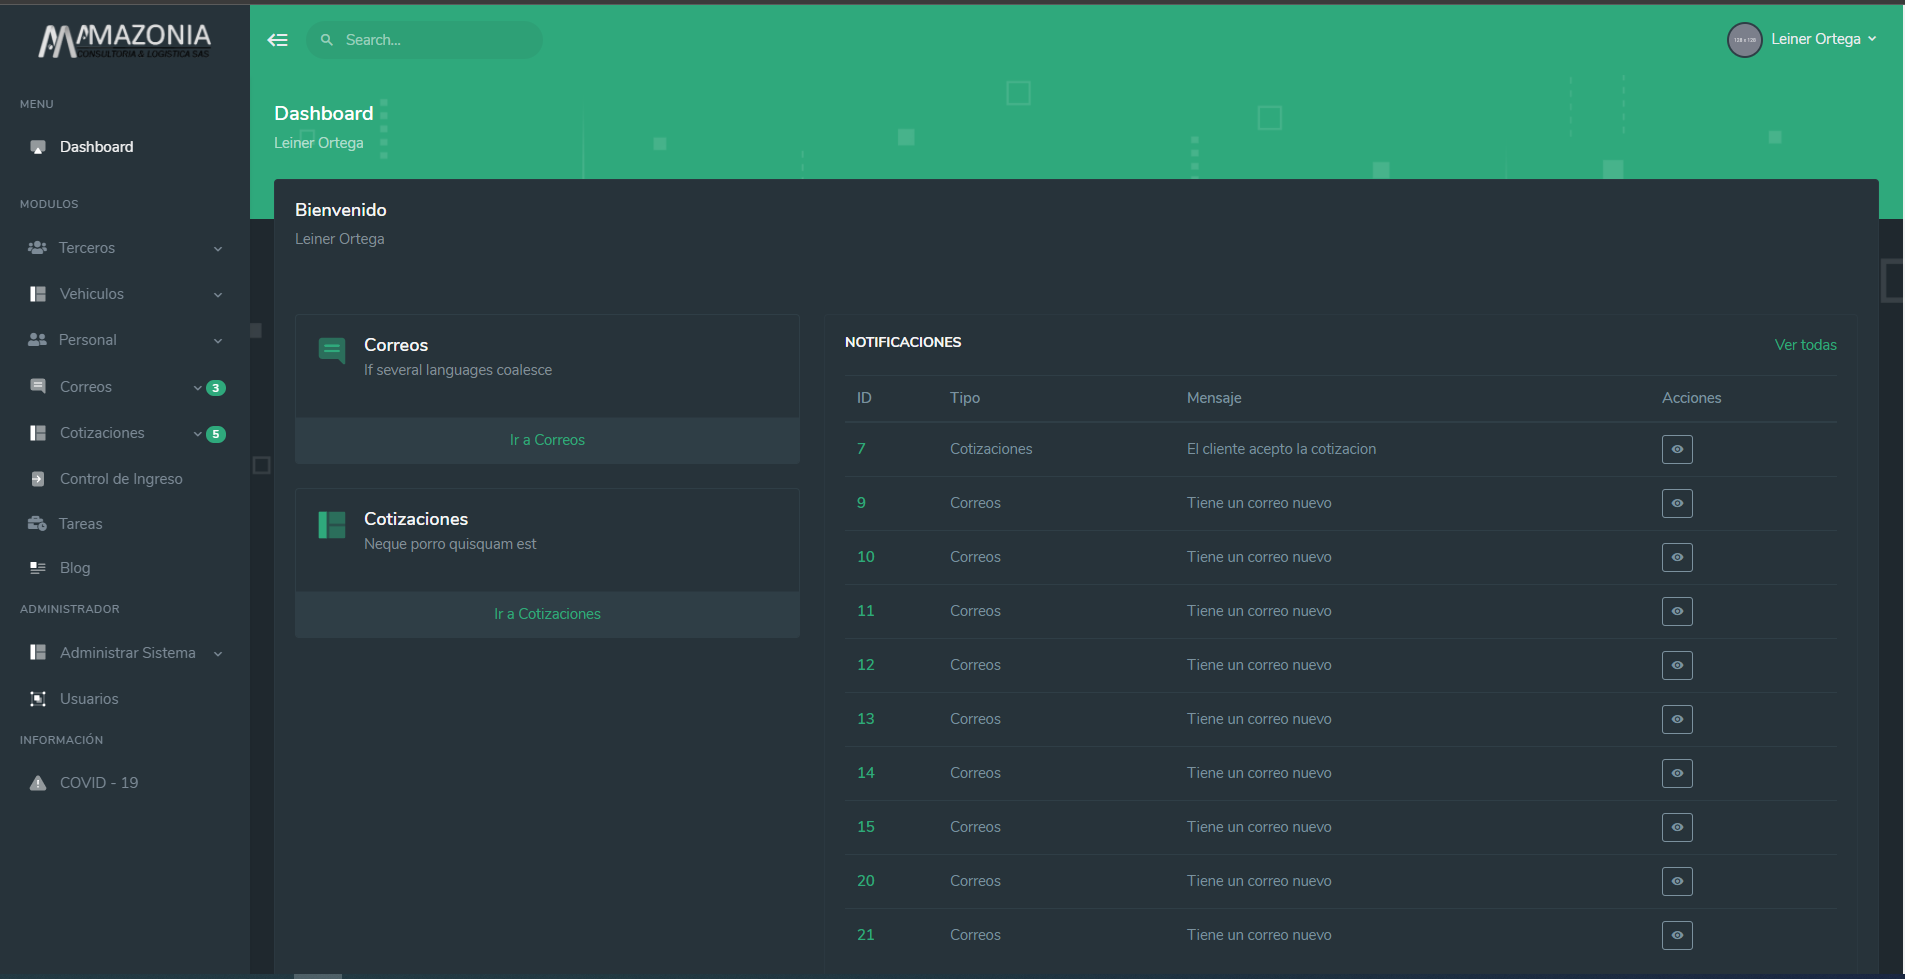 AMAZONIA
CONSULTORIA & LOGISTICA SAS
MENU
Dashboard
MODULOS
Terceros
Vehiculos
Personal
Correos 3
Cotizaciones 5
Control de Ingreso
Tareas
Blog
ADMINISTRADOR
Administrar Sistema
Usuarios
INFORMACIÓN
COVID - 19
Search...
128 x 128
Leiner Ortega
Dashboard
Leiner Ortega
Bienvenido
Leiner Ortega
Correos
If several languages coalesce
Ir a Correos
Cotizaciones
Neque porro quisquam est
Ir a Cotizaciones
NOTIFICACIONES
Ver todas
ID Tipo Mensaje Acciones
7 Cotizaciones El cliente acepto la cotizacion
9 Correos Tiene un correo nuevo
10 Correos Tiene un correo nuevo
11 Correos Tiene un correo nuevo
12 Correos Tiene un correo nuevo
13 Correos Tiene un correo nuevo
14 Correos Tiene un correo nuevo
15 Correos Tiene un correo nuevo
20 Correos Tiene un correo nuevo
21 Correos Tiene un correo nuevo